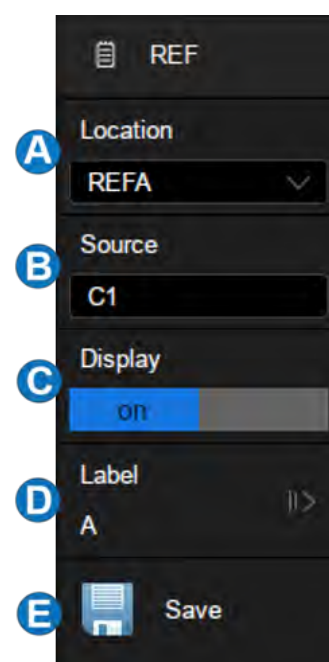 REF
A
Location
REFA
B
Source
C1
C
Display
on
D
Label
A
E
Save